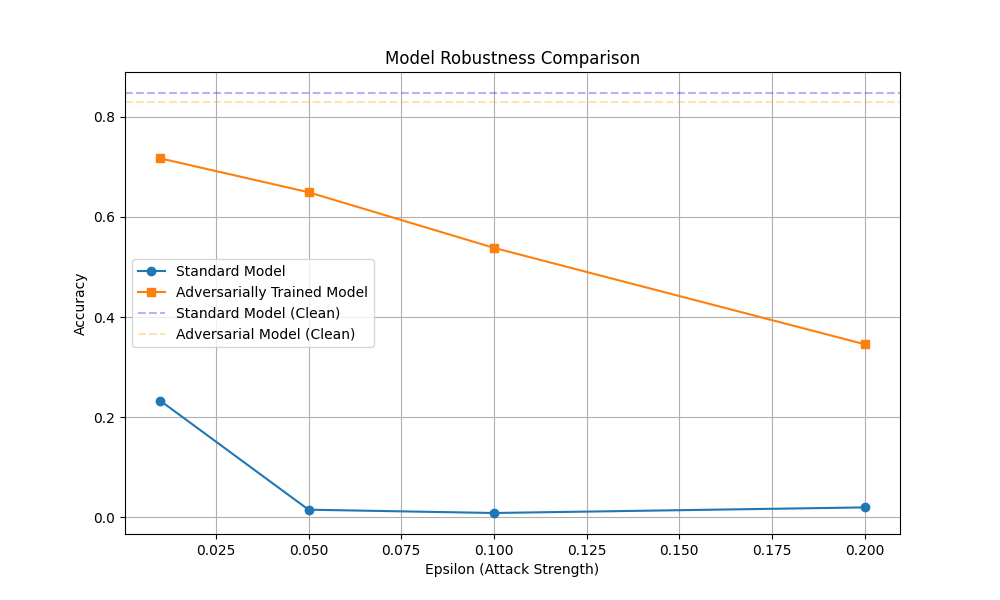 Model Robustness Comparison
Accuracy
0.8
0.6
0.4
0.2
0.0
Standard Model
Adversarially Trained Model
Standard Model (Clean)
Adversarial Model (Clean)
0.025 0.050 0.075 0.100 0.125 0.150 0.175 0.200
Epsilon (Attack Strength)